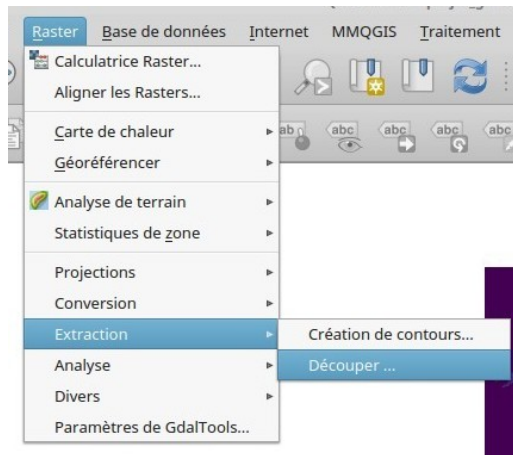 Raster Base de données Internet MMQGIS Traitement
Calculatrice Raster...
Aligner les Rasters...
Carte de chaleur
Géoréférencer
Analyse de terrain
Statistiques de zone
Projections
Conversion
Extraction
Création de contours...
Découper ...
Analyse
Divers
Paramètres de GdalTools...
ab
abc
abc
abc
abc